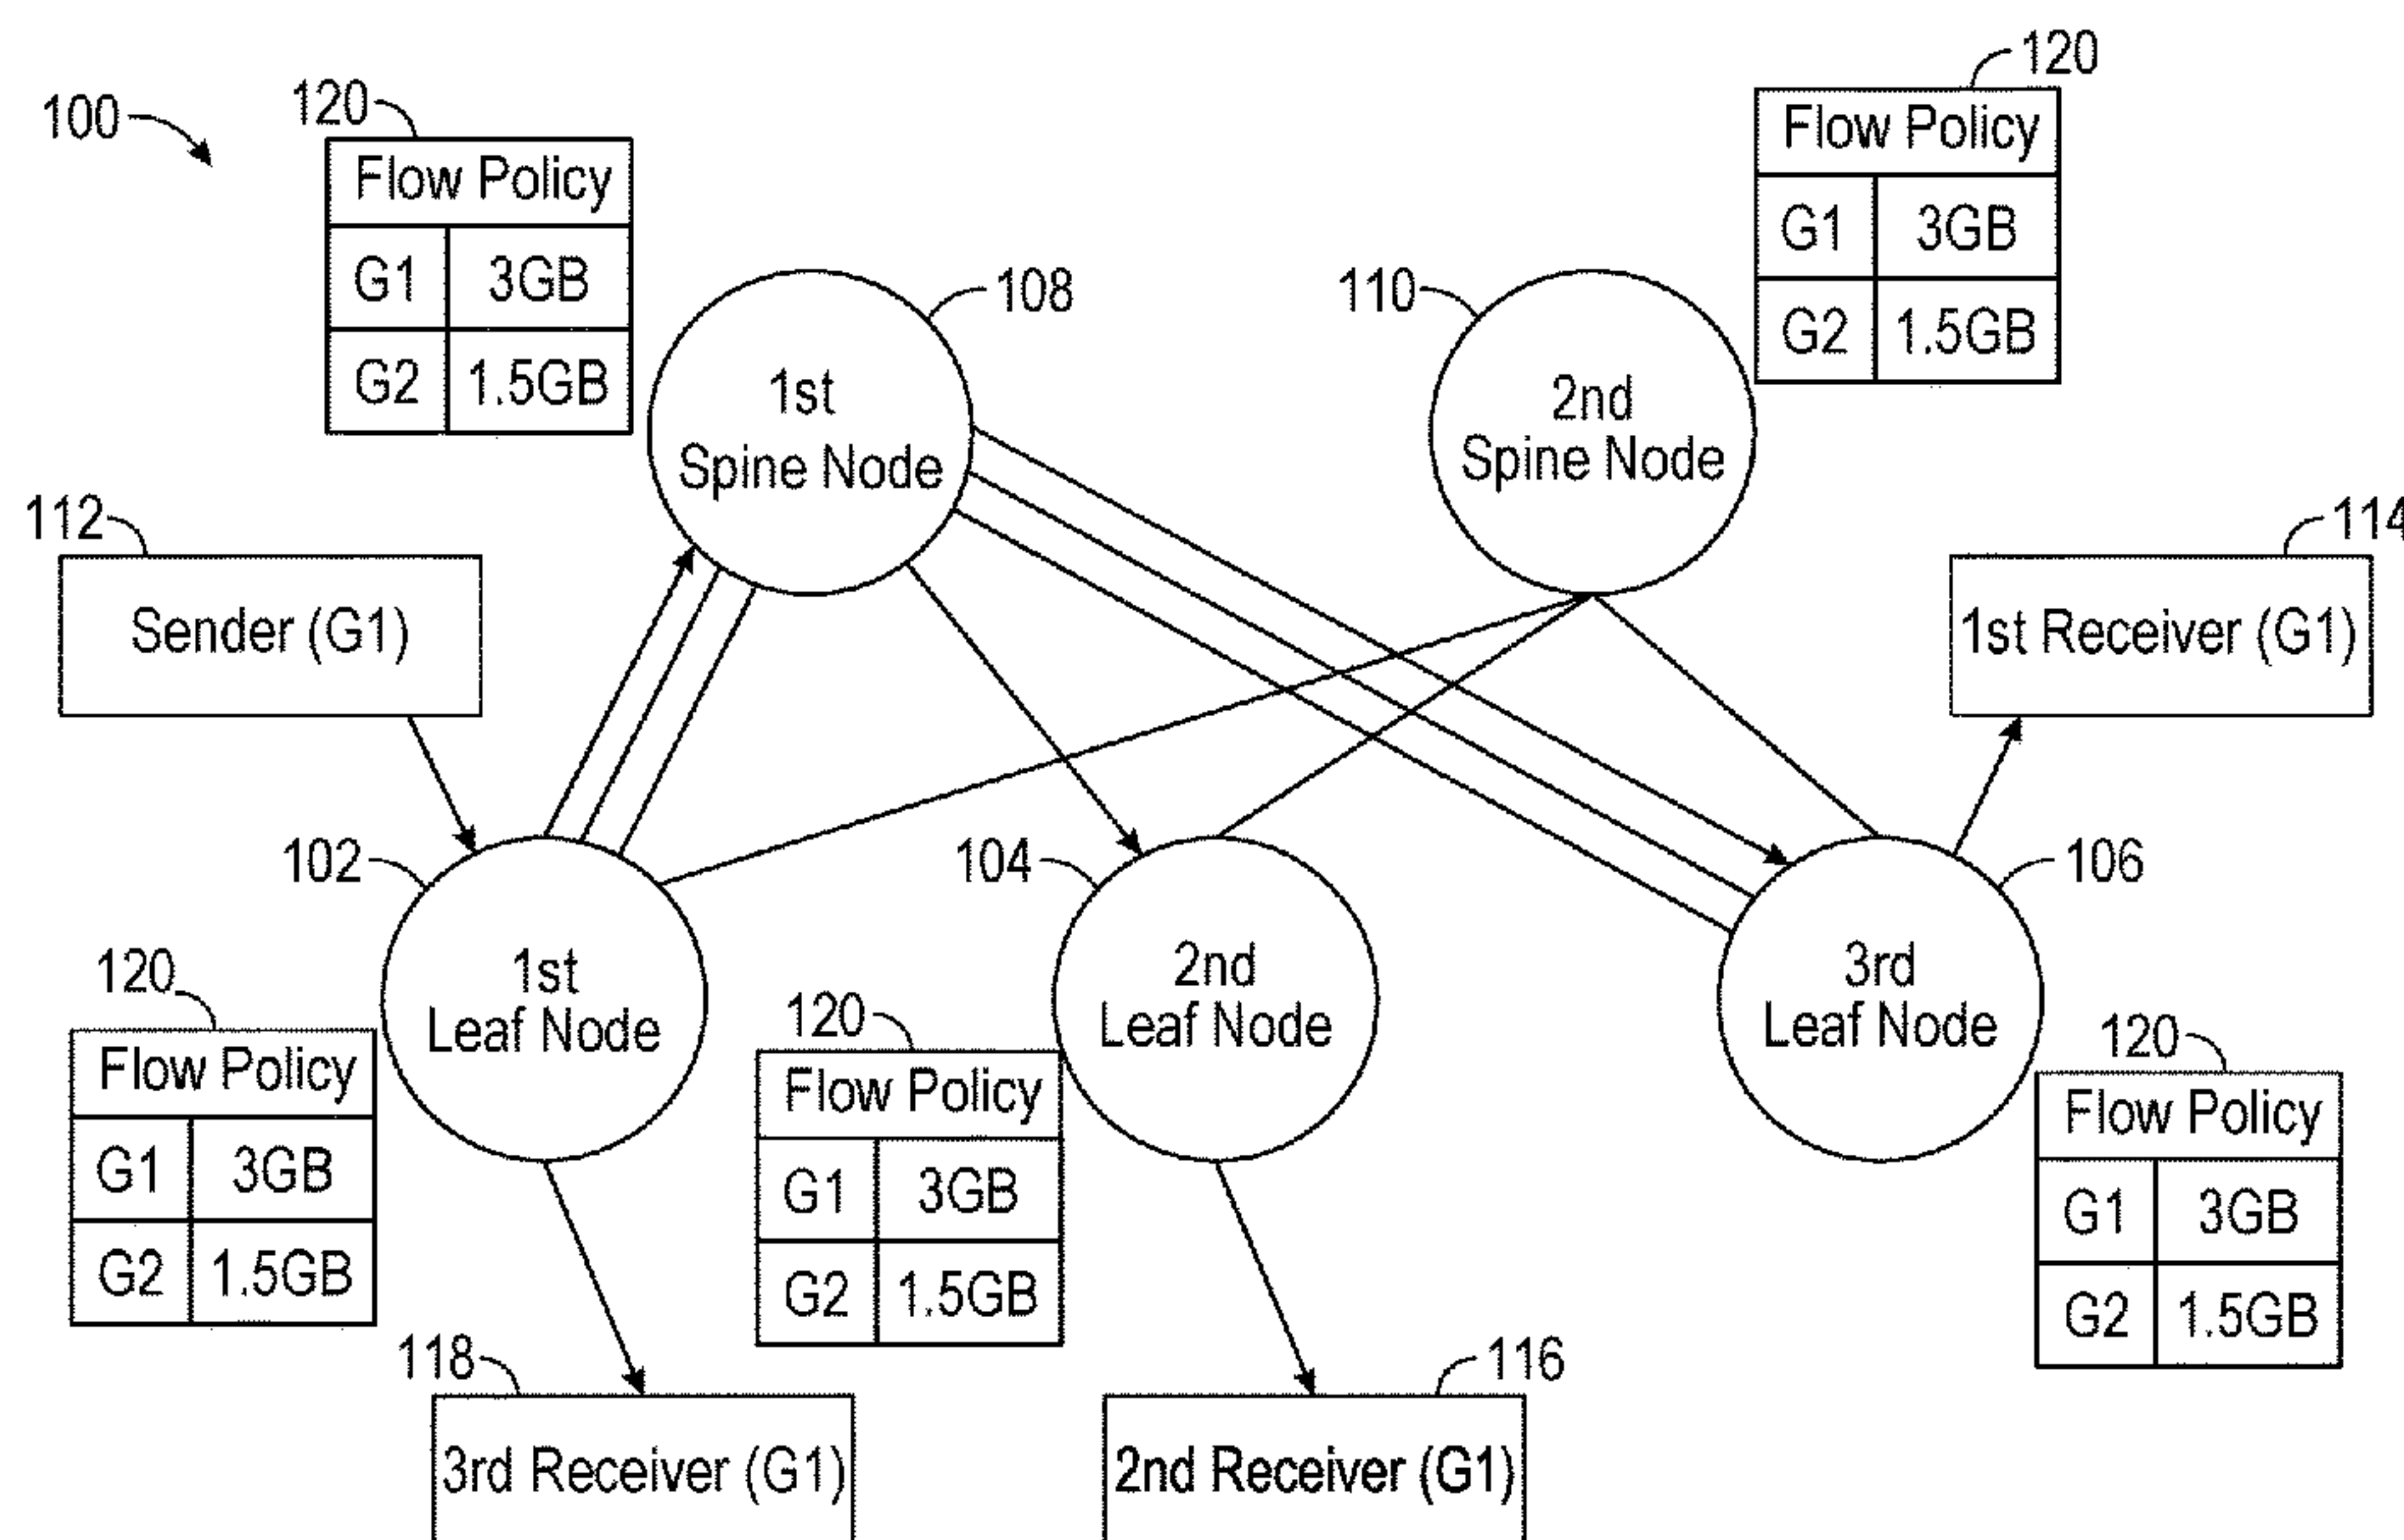 100
120
Flow Policy
G1 3GB
G2 1.5GB
108
1st
Spine Node
110
2nd
Spine Node
120
Flow Policy
G1 3GB
G2 1.5GB
112
Sender (G1)
114
1st Receiver (G1)
102
1st
Leaf Node
104
2nd
Leaf Node
106
3rd
Leaf Node
120
Flow Policy
G1 3GB
G2 1.5GB
120
Flow Policy
G1 3GB
G2 1.5GB
120
Flow Policy
G1 3GB
G2 1.5GB
118
3rd Receiver (G1)
116
2nd Receiver (G1)